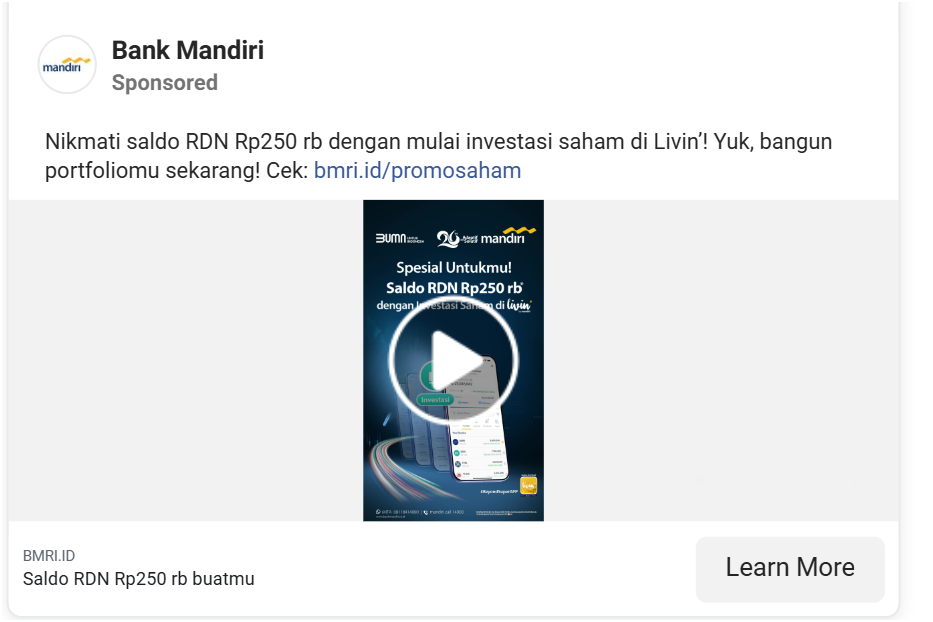 Bank Mandiri
mandiri
Sponsored
Nikmati saldo RDN Rp250 rb dengan mulai investasi saham di Livin’! Yuk, bangun
portfoliomu sekarang! Cek: bmri.id/promosaham
BUMN UNTUK INDONESIA
26
mandiri
Spesial Untukmu!
Saldo RDN Rp250 rb*
dengan Investasi Saham di livin'
Investasi
BMRI.ID
Saldo RDN Rp250 rb buatmu
Learn More